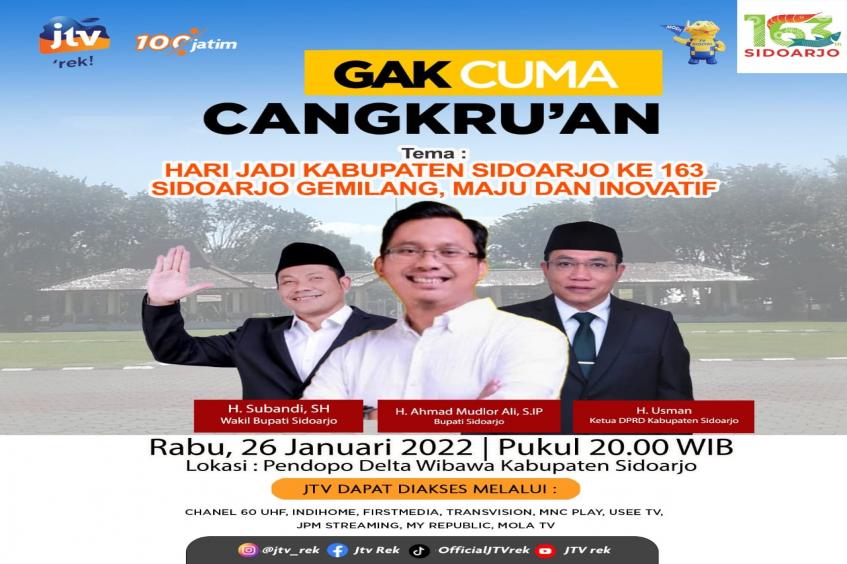 jtv
'rek!
100% jatim
163 th
SIDOARJO
GAK CUMA
CANGKRU'AN
Tema :
HARI JADI KABUPATEN SIDOARJO KE 163
SIDOARJO GEMILANG, MAJU DAN INOVATIF
H. Subandi, SH
Wakil Bupati Sidoarjo
H. Ahmad Mudlor Ali, S.IP
Bupati Sidoarjo
H. Usman
Ketua DPRD Kabupaten Sidoarjo
Rabu, 26 Januari 2022 | Pukul 20.00 WIB
Lokasi : Pendopo Delta Wibawa Kabupaten Sidoarjo
JTV DAPAT DIAKSES MELALUI :
CHANEL 60 UHF, INDIHOME, FIRSTMEDIA, TRANSVISION, MNC PLAY, USEE TV,
JPM STREAMING, MY REPUBLIC, MOLA TV
@jtv_rek Jtv Rek OfficialJTVrek JTV rek